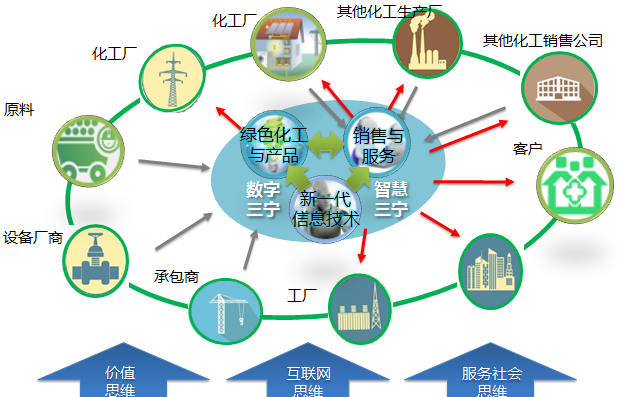 化工厂
其他化工生产厂
化工厂
其他化工销售公司
原料
客户
绿色化工
与产品
销售与
服务
数字
三宁
智慧
三宁
新一代
信息技术
设备厂商
承包商
工厂
价值
思维
互联网
思维
服务社会
思维